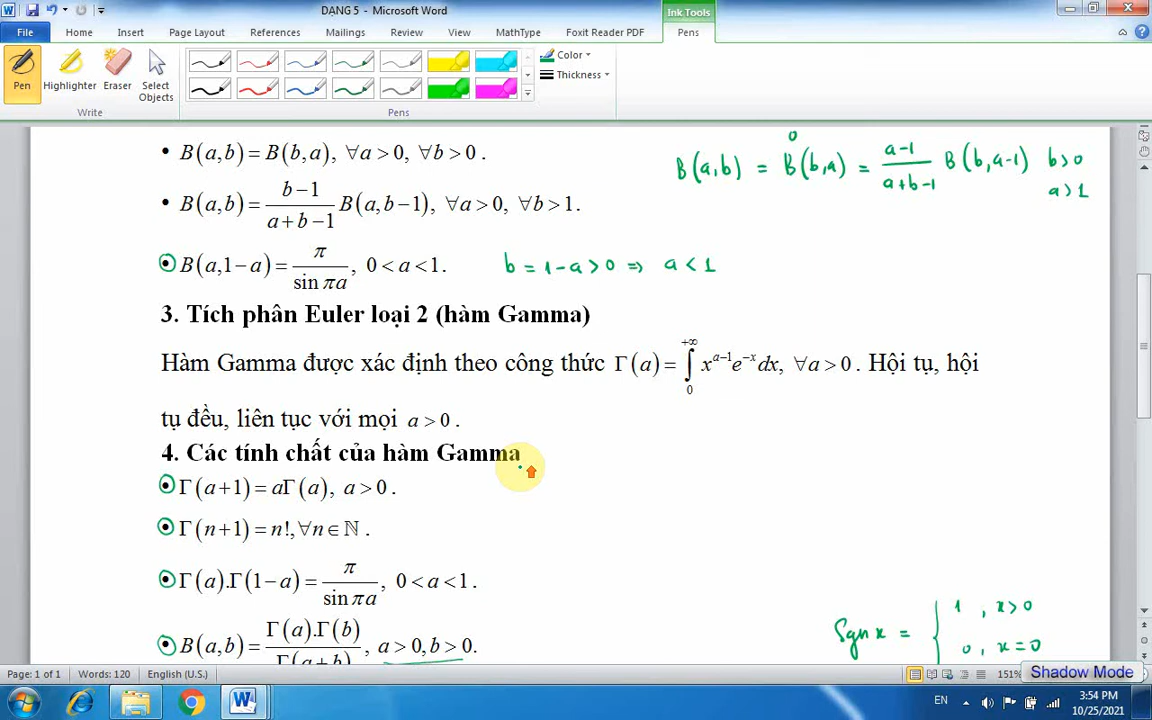 DẠNG 5 - Microsoft Word
Ink Tools
File Home Insert Page Layout References Mailings Review View MathType Foxit Reader PDF Pens
Pen Highlighter Eraser Select Objects
Color
Thickness
Write
Pens
• B(a,b) = B(b,a), ∀a > 0, ∀b > 0.
B(a,b) = B(b,a) = \frac{a-1}{a+b-1} B(b,a-1) b>0
a>1
0
• B(a,b) = \frac{b-1}{a+b-1} B(a,b-1), ∀a > 0, ∀b > 1.
• B(a,1-a) = \frac{π}{sin πa}, 0 < a < 1.
b = 1-a > 0 ⇒ a < 1
3. Tích phân Euler loại 2 (hàm Gamma)
Hàm Gamma được xác định theo công thức Γ(a) = ∫_0^{+∞} x^{a-1}e^{-x}dx, ∀a > 0. Hội tụ, hội
tụ đều, liên tục với mọi a > 0.
4. Các tính chất của hàm Gamma
• Γ(a+1) = aΓ(a), a > 0.
• Γ(n+1) = n!, ∀n ∈ ℕ.
• Γ(a).Γ(1-a) = \frac{π}{sin πa}, 0 < a < 1.
• B(a,b) = \frac{Γ(a).Γ(b)}{Γ(a+b)}, a > 0, b > 0.
Sgn x = { 1 , x>0
0, x=0
Page: 1 of 1 Words: 120 English (U.S.) 151%
Shadow Mode
EN 3:54 PM
10/25/2021